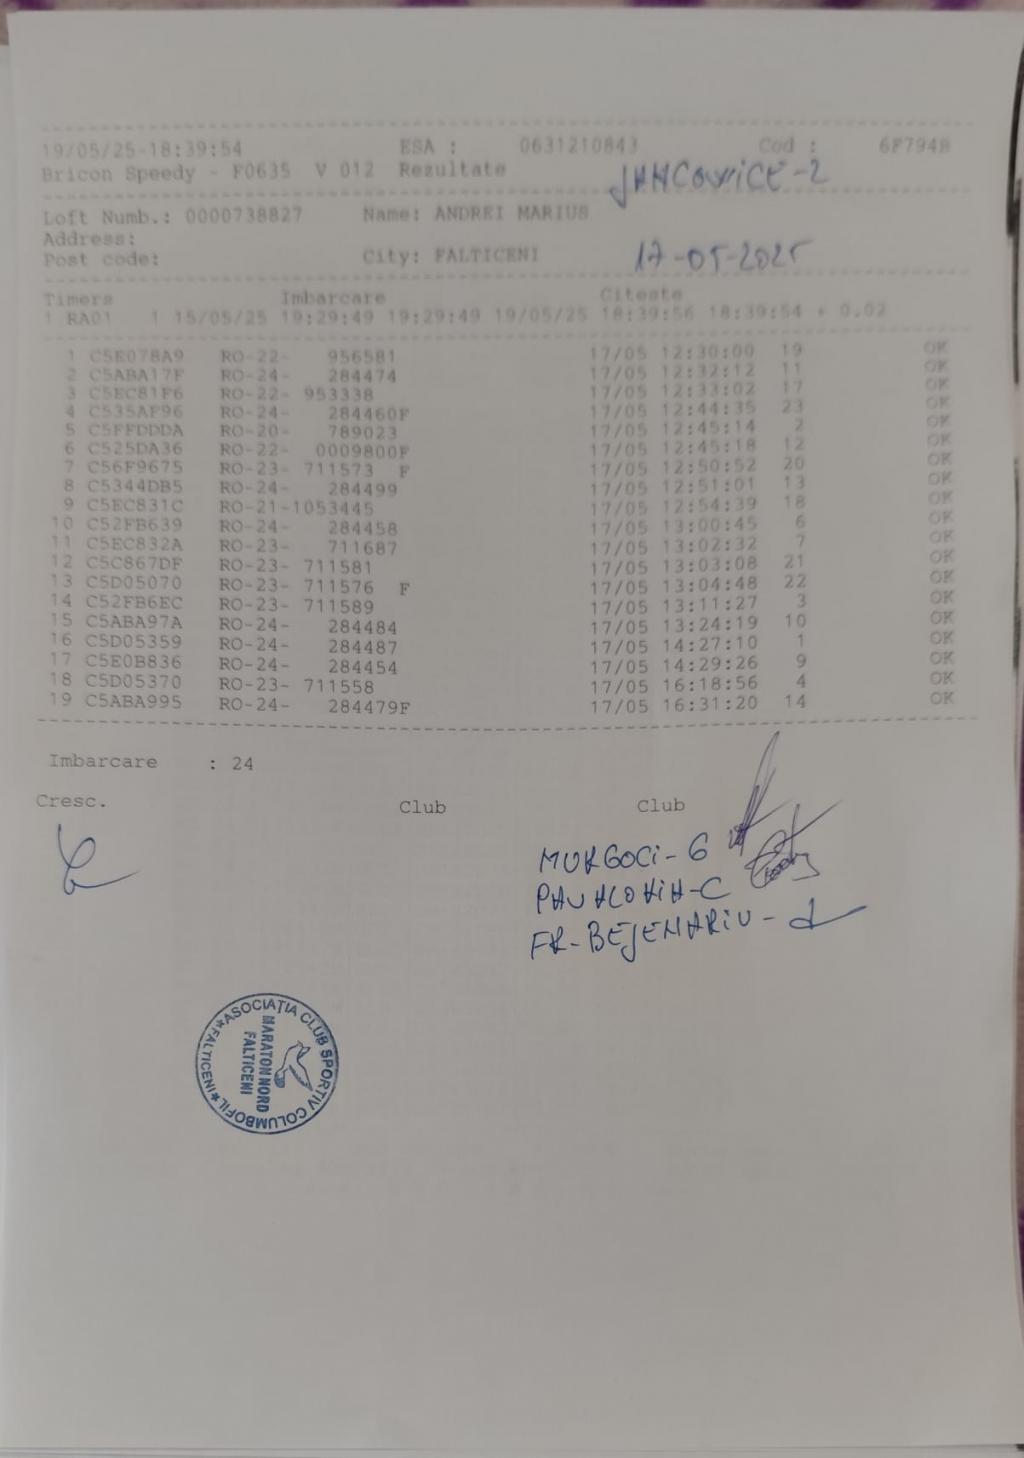 19/05/25-18:39:54 ESA : 0631210843 Cod : 6F794B
Bricon Speedy - F0635 V 012 Rezultate
JANCOWICE-2
Loft Numb.: 0000738827 Name: ANDREI MARIUS
Address:
Post code: City: FALTICENI
17-05-2025
Timers Imbarcare Citeste
1 RA01 1 15/05/25 19:29:49 19:29:49 19/05/25 18:39:56 18:39:54 + 0.02
1 C5E078A9 RO-22- 956581 17/05 12:30:00 19 OK
2 C5ABA17F RO-24- 284474 17/05 12:32:12 11 OK
3 C5EC81F6 RO-22- 953338 17/05 12:33:02 17 OK
4 C535AF96 RO-24- 284460F 17/05 12:44:35 23 OK
5 C5FFDDDA RO-20- 789023 17/05 12:45:14 2 OK
6 C525DA36 RO-22- 0009800F 17/05 12:45:18 12 OK
7 C56F9675 RO-23- 711573 F 17/05 12:50:52 20 OK
8 C5344DB5 RO-24- 284499 17/05 12:51:01 13 OK
9 C5EC831C RO-21-1053445 17/05 12:54:39 18 OK
10 C52FB639 RO-24- 284458 17/05 13:00:45 6 OK
11 C5EC832A RO-23- 711687 17/05 13:02:32 7 OK
12 C5C867DF RO-23- 711581 17/05 13:03:08 21 OK
13 C5D05070 RO-23- 711576 F 17/05 13:04:48 22 OK
14 C52FB6EC RO-23- 711589 17/05 13:11:27 3 OK
15 C5ABA97A RO-24- 284484 17/05 13:24:19 10 OK
16 C5D05359 RO-24- 284487 17/05 14:27:10 1 OK
17 C5E0B836 RO-24- 284454 17/05 14:29:26 9 OK
18 C5D05370 RO-23- 711558 17/05 16:18:56 4 OK
19 C5ABA995 RO-24- 284479F 17/05 16:31:20 14 OK
Imbarcare : 24
Cresc. Club Club
MURGOCi-G
PAVALOAIA-C
FR-BEJENARiU-
ASOCIAȚIA CLUB SPORTIV COLUMBOFIL
*FALTICENI*
MARATON NORD
FALTICENI